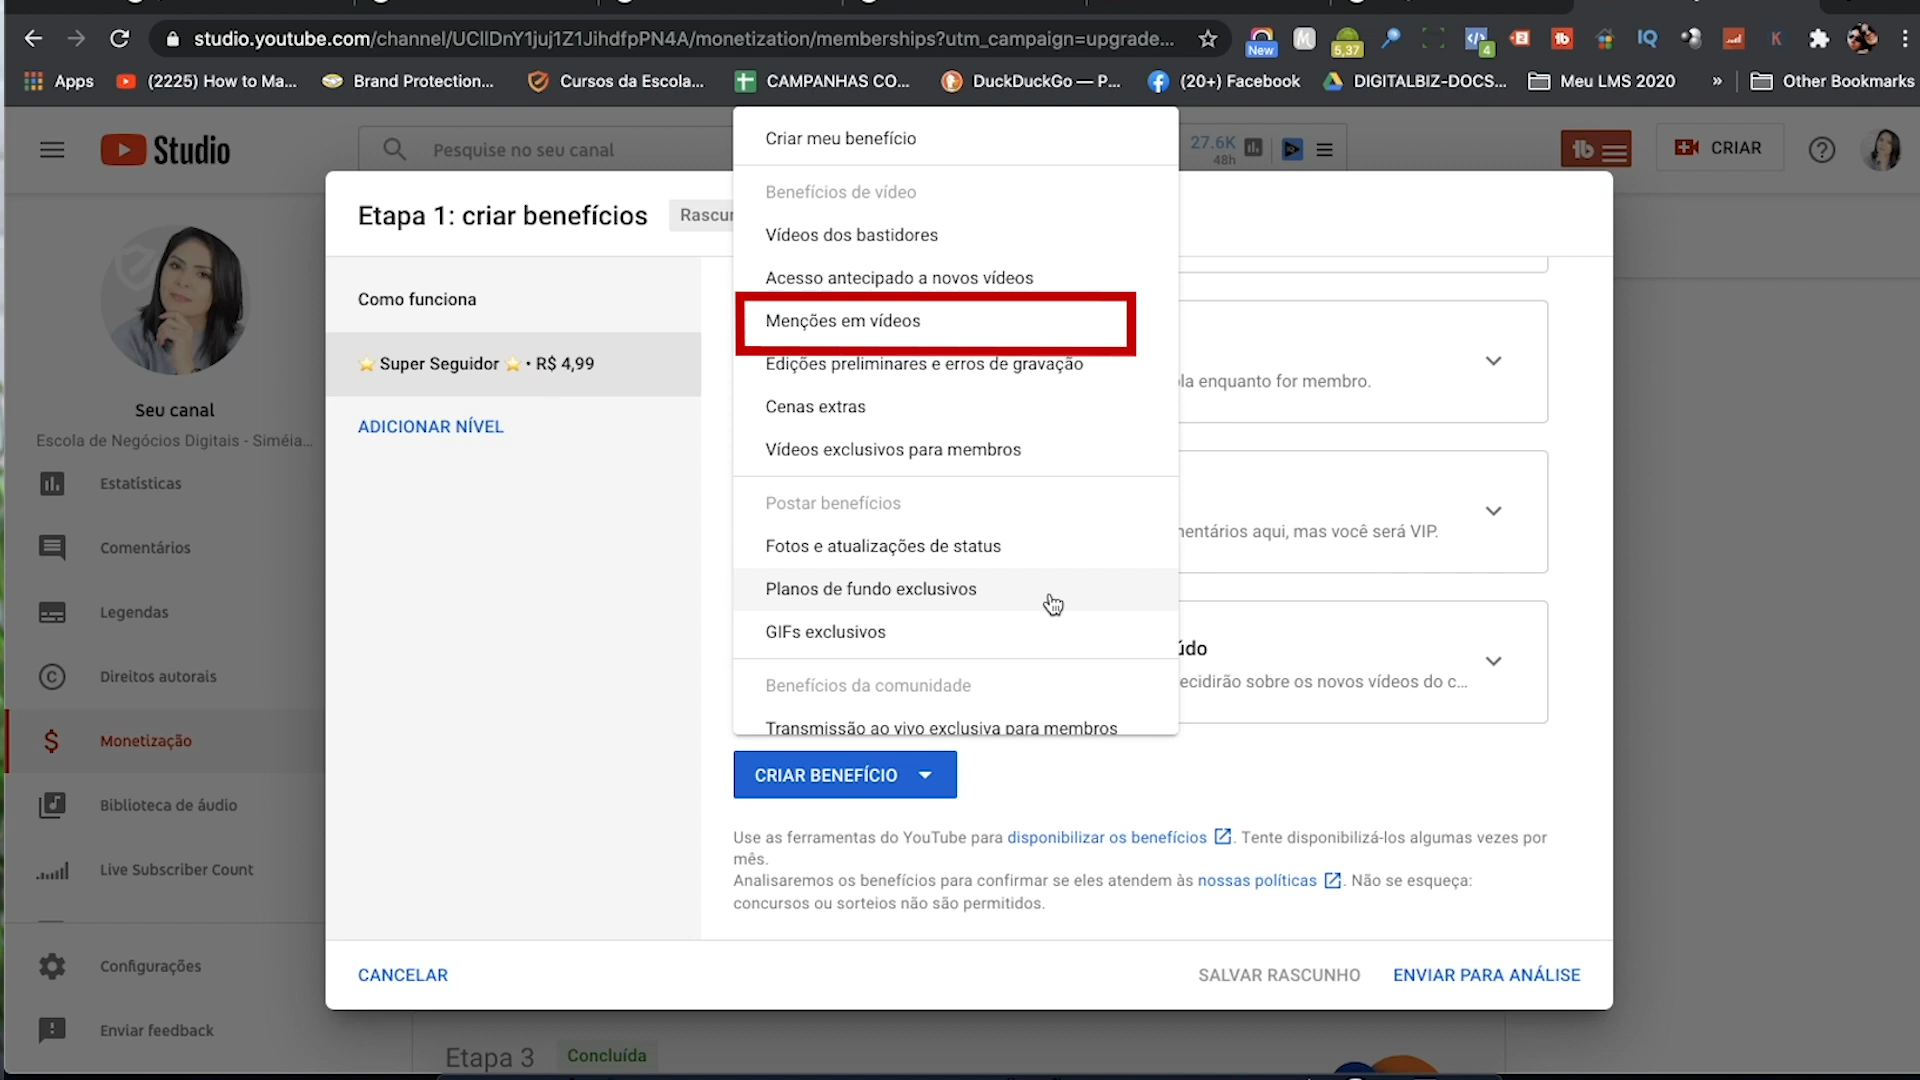 studio.youtube.com/channel/UCllDnY1juj1Z1JihdfpPN4A/monetization/memberships?utm_campaign=upgrade...
New
5,37
4
IQ
K
Apps
(2225) How to Ma...
Brand Protection...
Cursos da Escola...
CAMPANHAS CO...
DuckDuckGo — P...
(20+) Facebook
DIGITALBIZ-DOCS...
Meu LMS 2020
»
Other Bookmarks
Studio
Pesquise no seu canal
27.6K
48h
CRIAR
Seu canal
Escola de Negócios Digitais - Siméia...
Estatísticas
Comentários
Legendas
Direitos autorais
Monetização
Biblioteca de áudio
Live Subscriber Count
Configurações
Enviar feedback
Etapa 1: criar benefícios
Como funciona
⭐ Super Seguidor ⭐ • R$ 4,99
ADICIONAR NÍVEL
Criar meu benefício
Benefícios de vídeo
Vídeos dos bastidores
Acesso antecipado a novos vídeos
Menções em vídeos
Edições preliminares e erros de gravação
Cenas extras
Vídeos exclusivos para membros
Postar benefícios
Fotos e atualizações de status
Planos de fundo exclusivos
GIFs exclusivos
Benefícios da comunidade
Transmissão ao vivo exclusiva para membros
enquanto for membro.
aqui, mas você será VIP.
sobre os novos vídeos do c...
CRIAR BENEFÍCIO
Use as ferramentas do YouTube para disponibilizar os benefícios. Tente disponibilizá-los algumas vezes por
mês.
Analisaremos os benefícios para confirmar se eles atendem às nossas políticas. Não se esqueça:
concursos ou sorteios não são permitidos.
CANCELAR
SALVAR RASCUNHO
ENVIAR PARA ANÁLISE
Etapa 3
Concluída